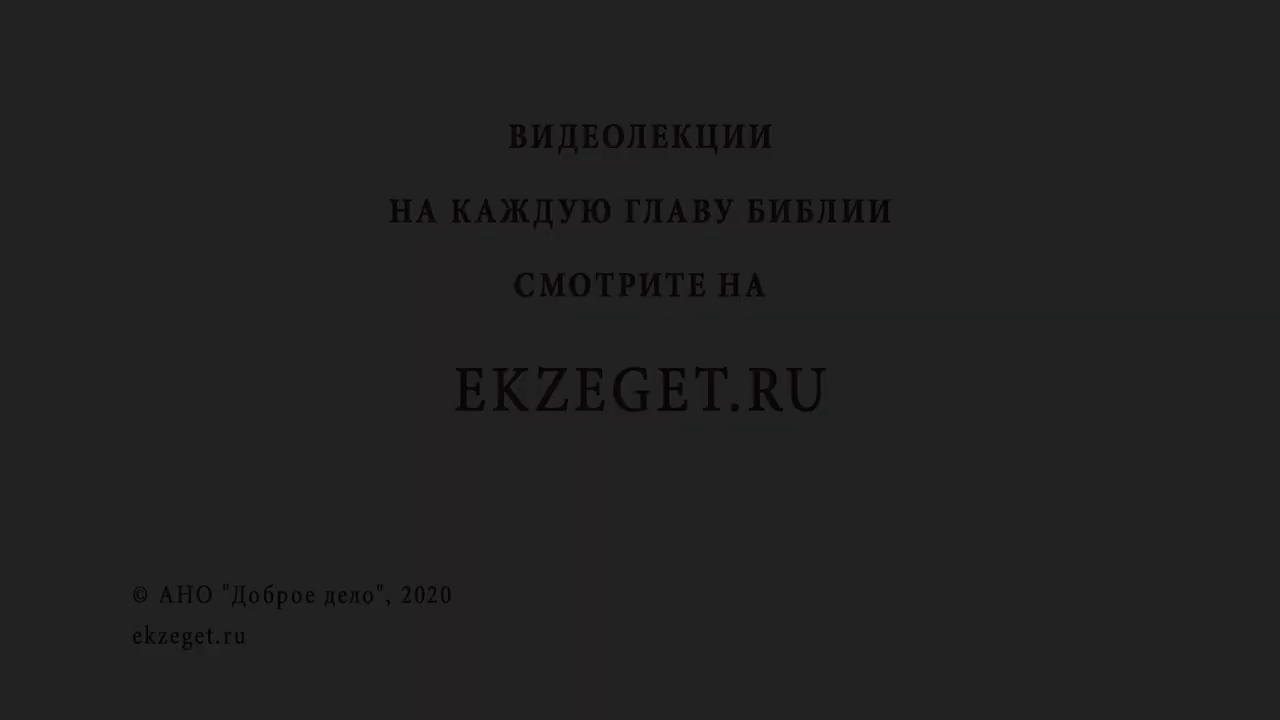 ВИДЕОЛЕКЦИИ
НА КАЖДУЮ ГЛАВУ БИБЛИИ
СМОТРИТЕ НА
EKZEGET.RU
© АНО "Доброе дело", 2020
ekzeget.ru